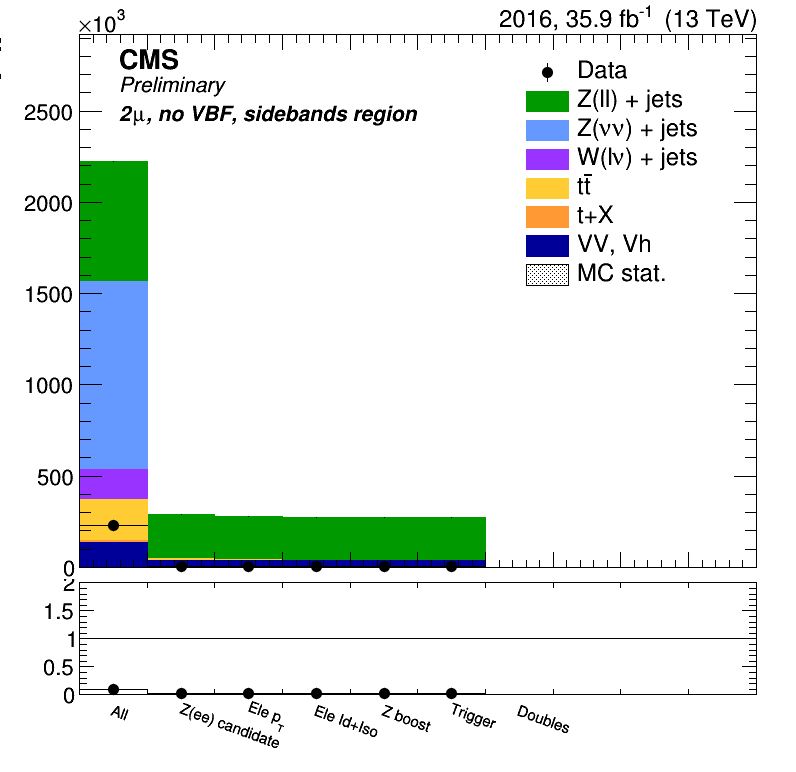 ×10³
2016, 35.9 fb⁻¹ (13 TeV)
CMS
Preliminary
2μ, no VBF, sidebands region
Data
Z(ll) + jets
Z(νν) + jets
W(lν) + jets
tt̄
t+X
VV, Vh
MC stat.
2500
2000
1500
1000
500
0
2
1.5
1
0.5
0
All
Z(ee) candidate
Ele p_T
Ele Id+Iso
Z boost
Trigger
Doubles